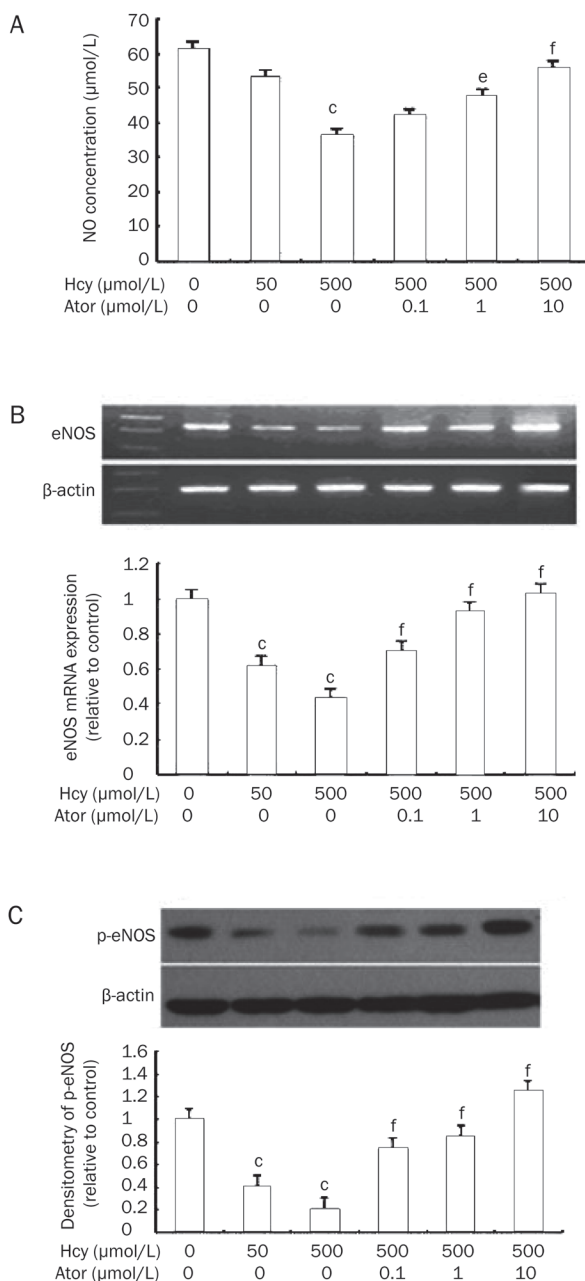 A
NO concentration (µmol/L)
70
60
50
40
30
20
10
0
c
e
f
Hcy (µmol/L) 0 50 500 500 500 500
Ator (µmol/L) 0 0 0 0.1 1 10
B
eNOS
β-actin
eNOS mRNA expression
(relative to control)
1.2
1
0.8
0.6
0.4
0.2
0
c
c
f
f
f
Hcy (µmol/L) 0 50 500 500 500 500
Ator (µmol/L) 0 0 0 0.1 1 10
C
p-eNOS
β-actin
Densitometry of p-eNOS
(relative to control)
1.6
1.4
1.2
1
0.8
0.6
0.4
0.2
0
c
c
f
f
f
Hcy (µmol/L) 0 50 500 500 500 500
Ator (µmol/L) 0 0 0 0.1 1 10